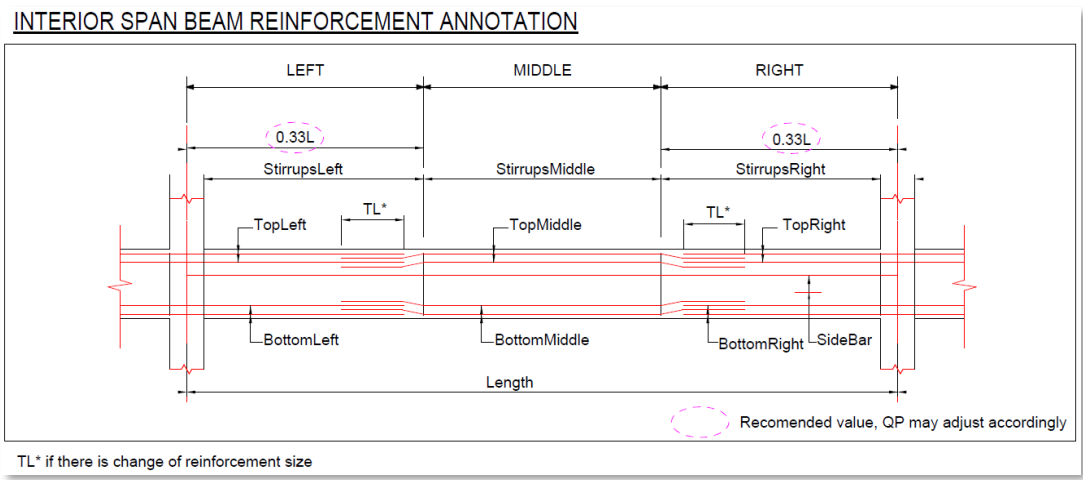 INTERIOR SPAN BEAM REINFORCEMENT ANNOTATION
LEFT
MIDDLE
RIGHT
0.33L
0.33L
StirrupsLeft
StirrupsMiddle
StirrupsRight
TL*
TL*
TopLeft
TopMiddle
TopRight
BottomLeft
BottomMiddle
BottomRight
SideBar
Length
Recomended value, QP may adjust accordingly
TL* if there is change of reinforcement size